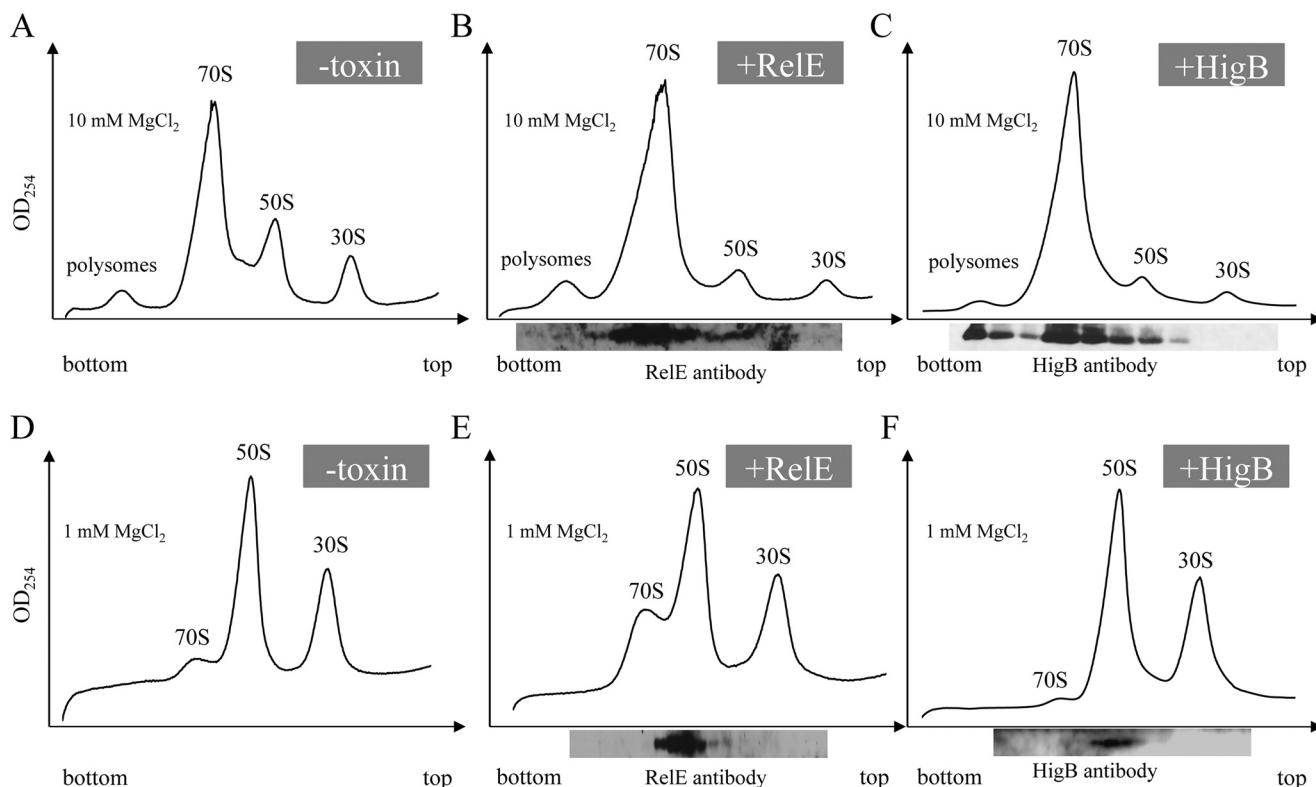 A
-toxin
70S
10 mM MgCl₂
50S
30S
polysomes
OD₂₅₄
bottom
top
B
+RelE
70S
10 mM MgCl₂
50S
30S
polysomes
bottom
top
RelE antibody
C
+HigB
70S
10 mM MgCl₂
50S
30S
polysomes
bottom
top
HigB antibody
D
-toxin
50S
1 mM MgCl₂
30S
70S
OD₂₅₄
bottom
top
E
+RelE
50S
1 mM MgCl₂
30S
70S
bottom
top
RelE antibody
F
+HigB
50S
1 mM MgCl₂
30S
70S
bottom
top
HigB antibody